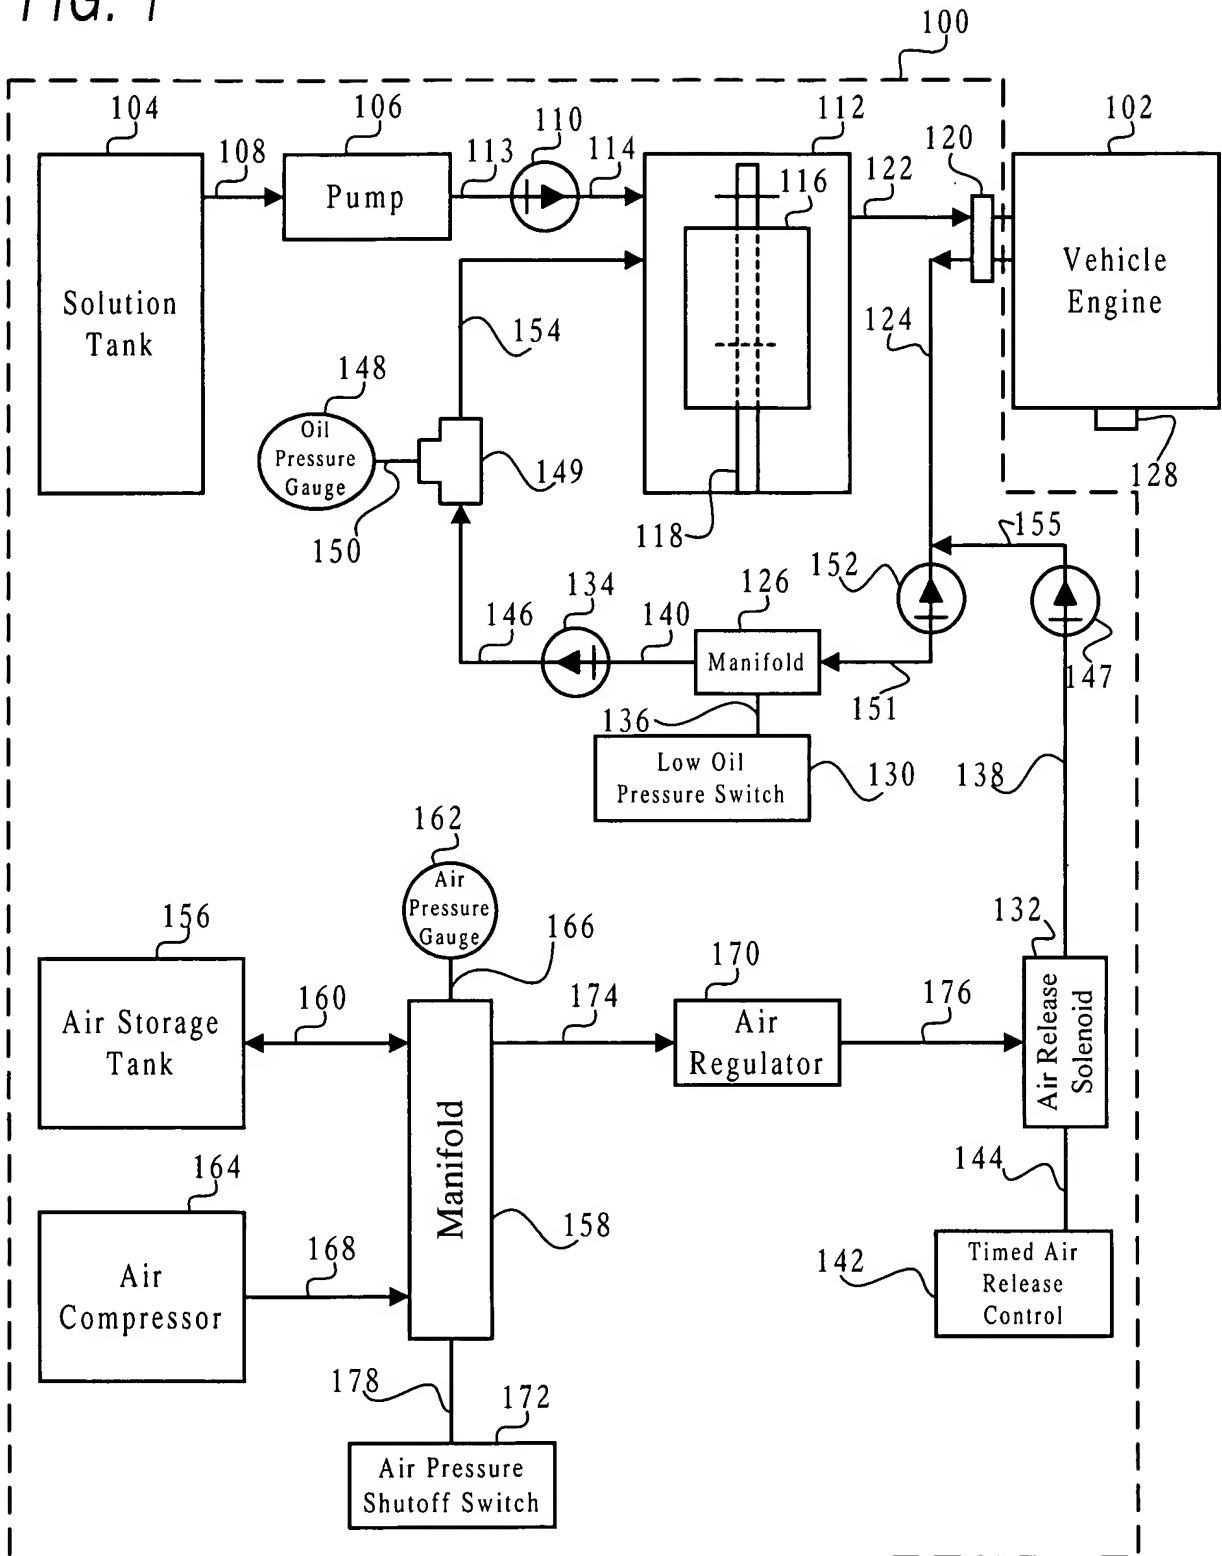 FIG. 1
100
104
106
110
112
120
102
108
113
114
116
122
Pump
Solution
Tank
Vehicle
Engine
154
124
148
Oil
Pressure
Gauge
149
128
150
118
155
152
134
126
146
140
Manifold
147
151
136
Low Oil
Pressure Switch
130
138
162
Air
Pressure
Gauge
156
166
132
170
160
174
176
Air Storage
Tank
Air
Regulator
Air Release
Solenoid
Manifold
164
144
158
168
142
Timed Air
Release
Control
Air
Compressor
178
172
Air Pressure
Shutoff Switch